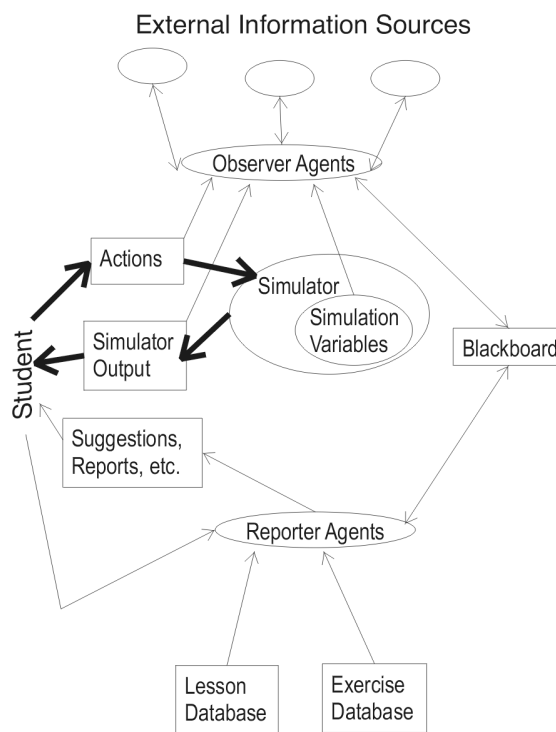 External Information Sources
Observer Agents
Actions
Simulator
Simulation
Variables
Simulator
Output
Blackboard
Student
Suggestions,
Reports, etc.
Reporter Agents
Lesson
Database
Exercise
Database